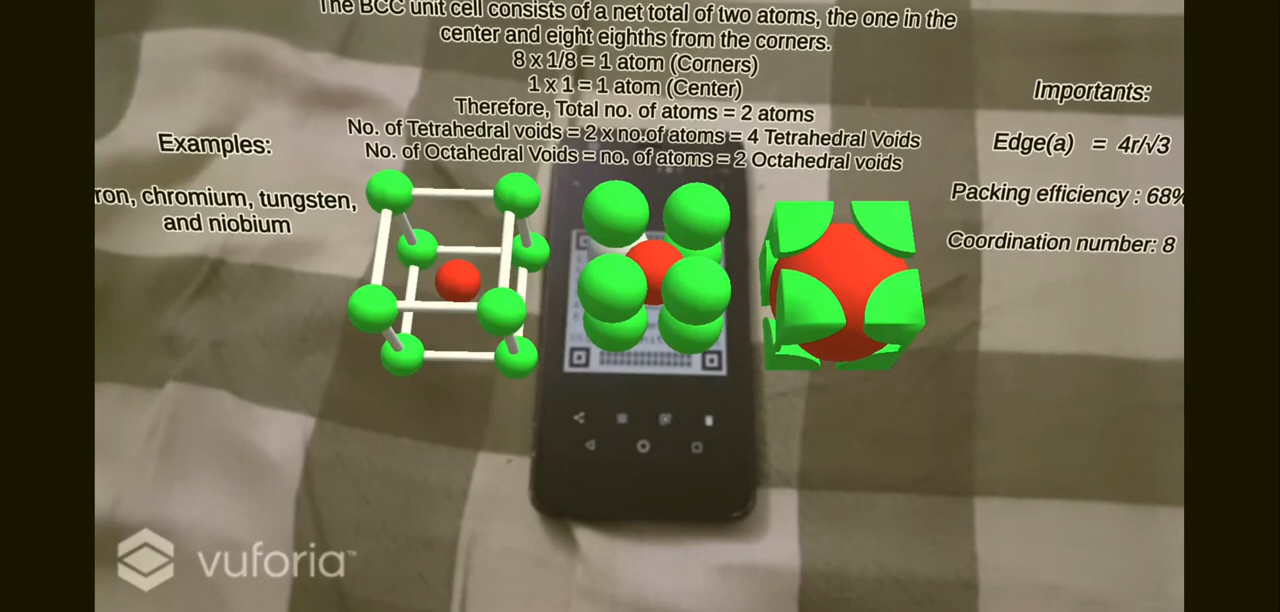 The BCC unit cell consists of a net total of two atoms, the one in the
center and eight eighths from the corners.
8 x 1/8 = 1 atom (Corners)
1 x 1 = 1 atom (Center)
Therefore, Total no. of atoms = 2 atoms
No. of Tetrahedral voids = 2 x no.of atoms = 4 Tetrahedral Voids
No. of Octahedral Voids = no. of atoms = 2 Octahedral voids
Examples:
ron, chromium, tungsten,
and niobium
Importants:
Edge(a) = 4r/√3
Packing efficiency : 68%
Coordination number: 8
vuforia™